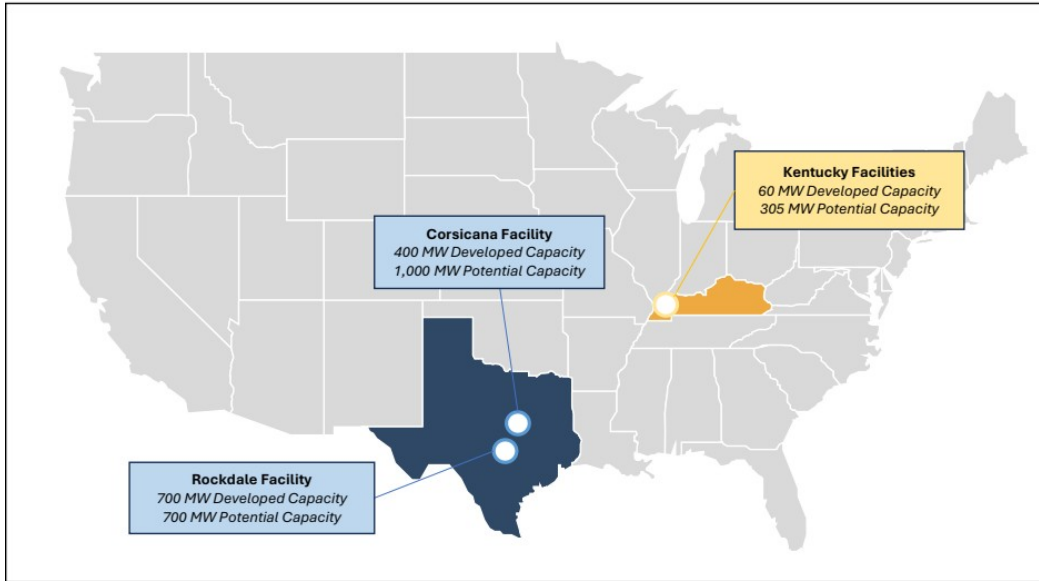 Kentucky Facilities
60 MW Developed Capacity
305 MW Potential Capacity
Corsicana Facility
400 MW Developed Capacity
1,000 MW Potential Capacity
Rockdale Facility
700 MW Developed Capacity
700 MW Potential Capacity